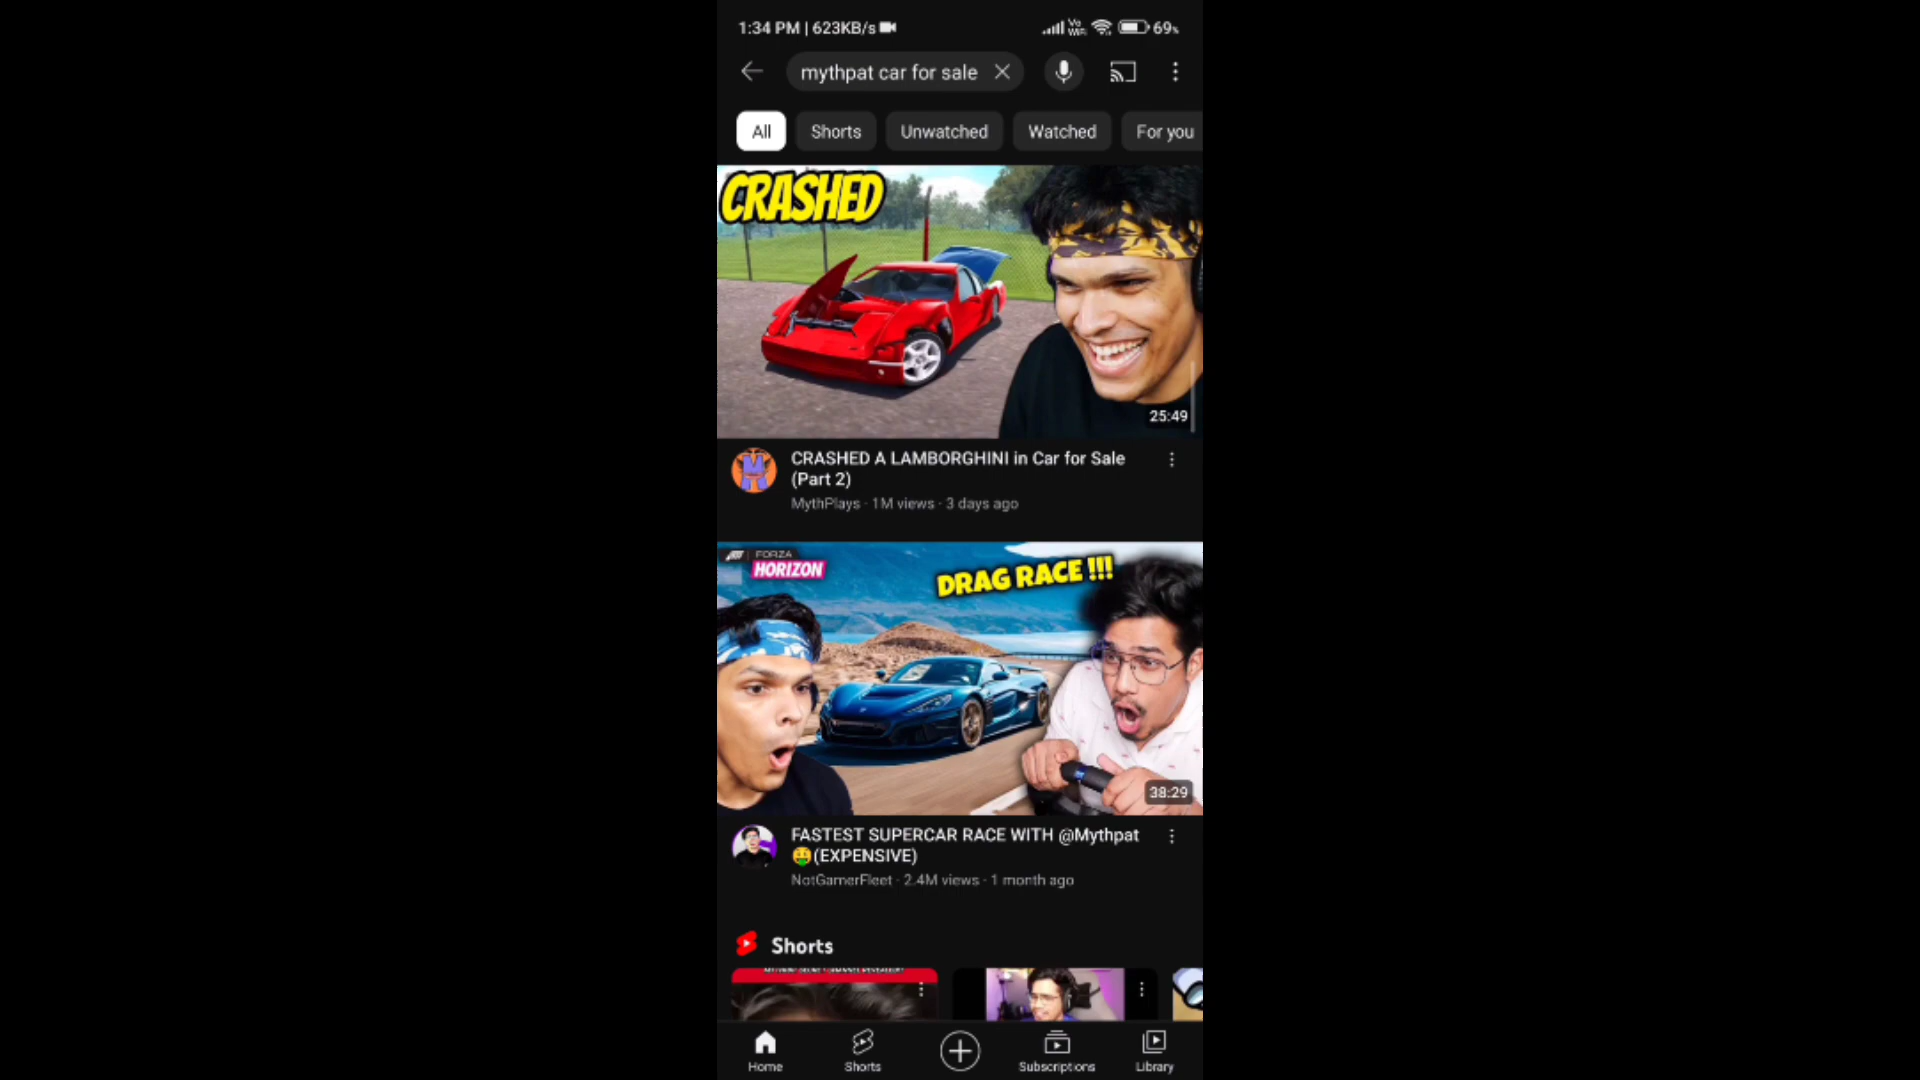 1:34 PM | 623KB/s
Vo
WiFi
69%
mythpat car for sale
All
Shorts
Unwatched
Watched
For you
CRASHED
25:49
CRASHED A LAMBORGHINI in Car for Sale
(Part 2)
MythPlays · 1M views · 3 days ago
FORZA
HORIZON
DRAG RACE !!!
38:29
FASTEST SUPERCAR RACE WITH @Mythpat
🤑(EXPENSIVE)
NotGamerFleet · 2.4M views · 1 month ago
Shorts
Home
Shorts
Subscriptions
Library